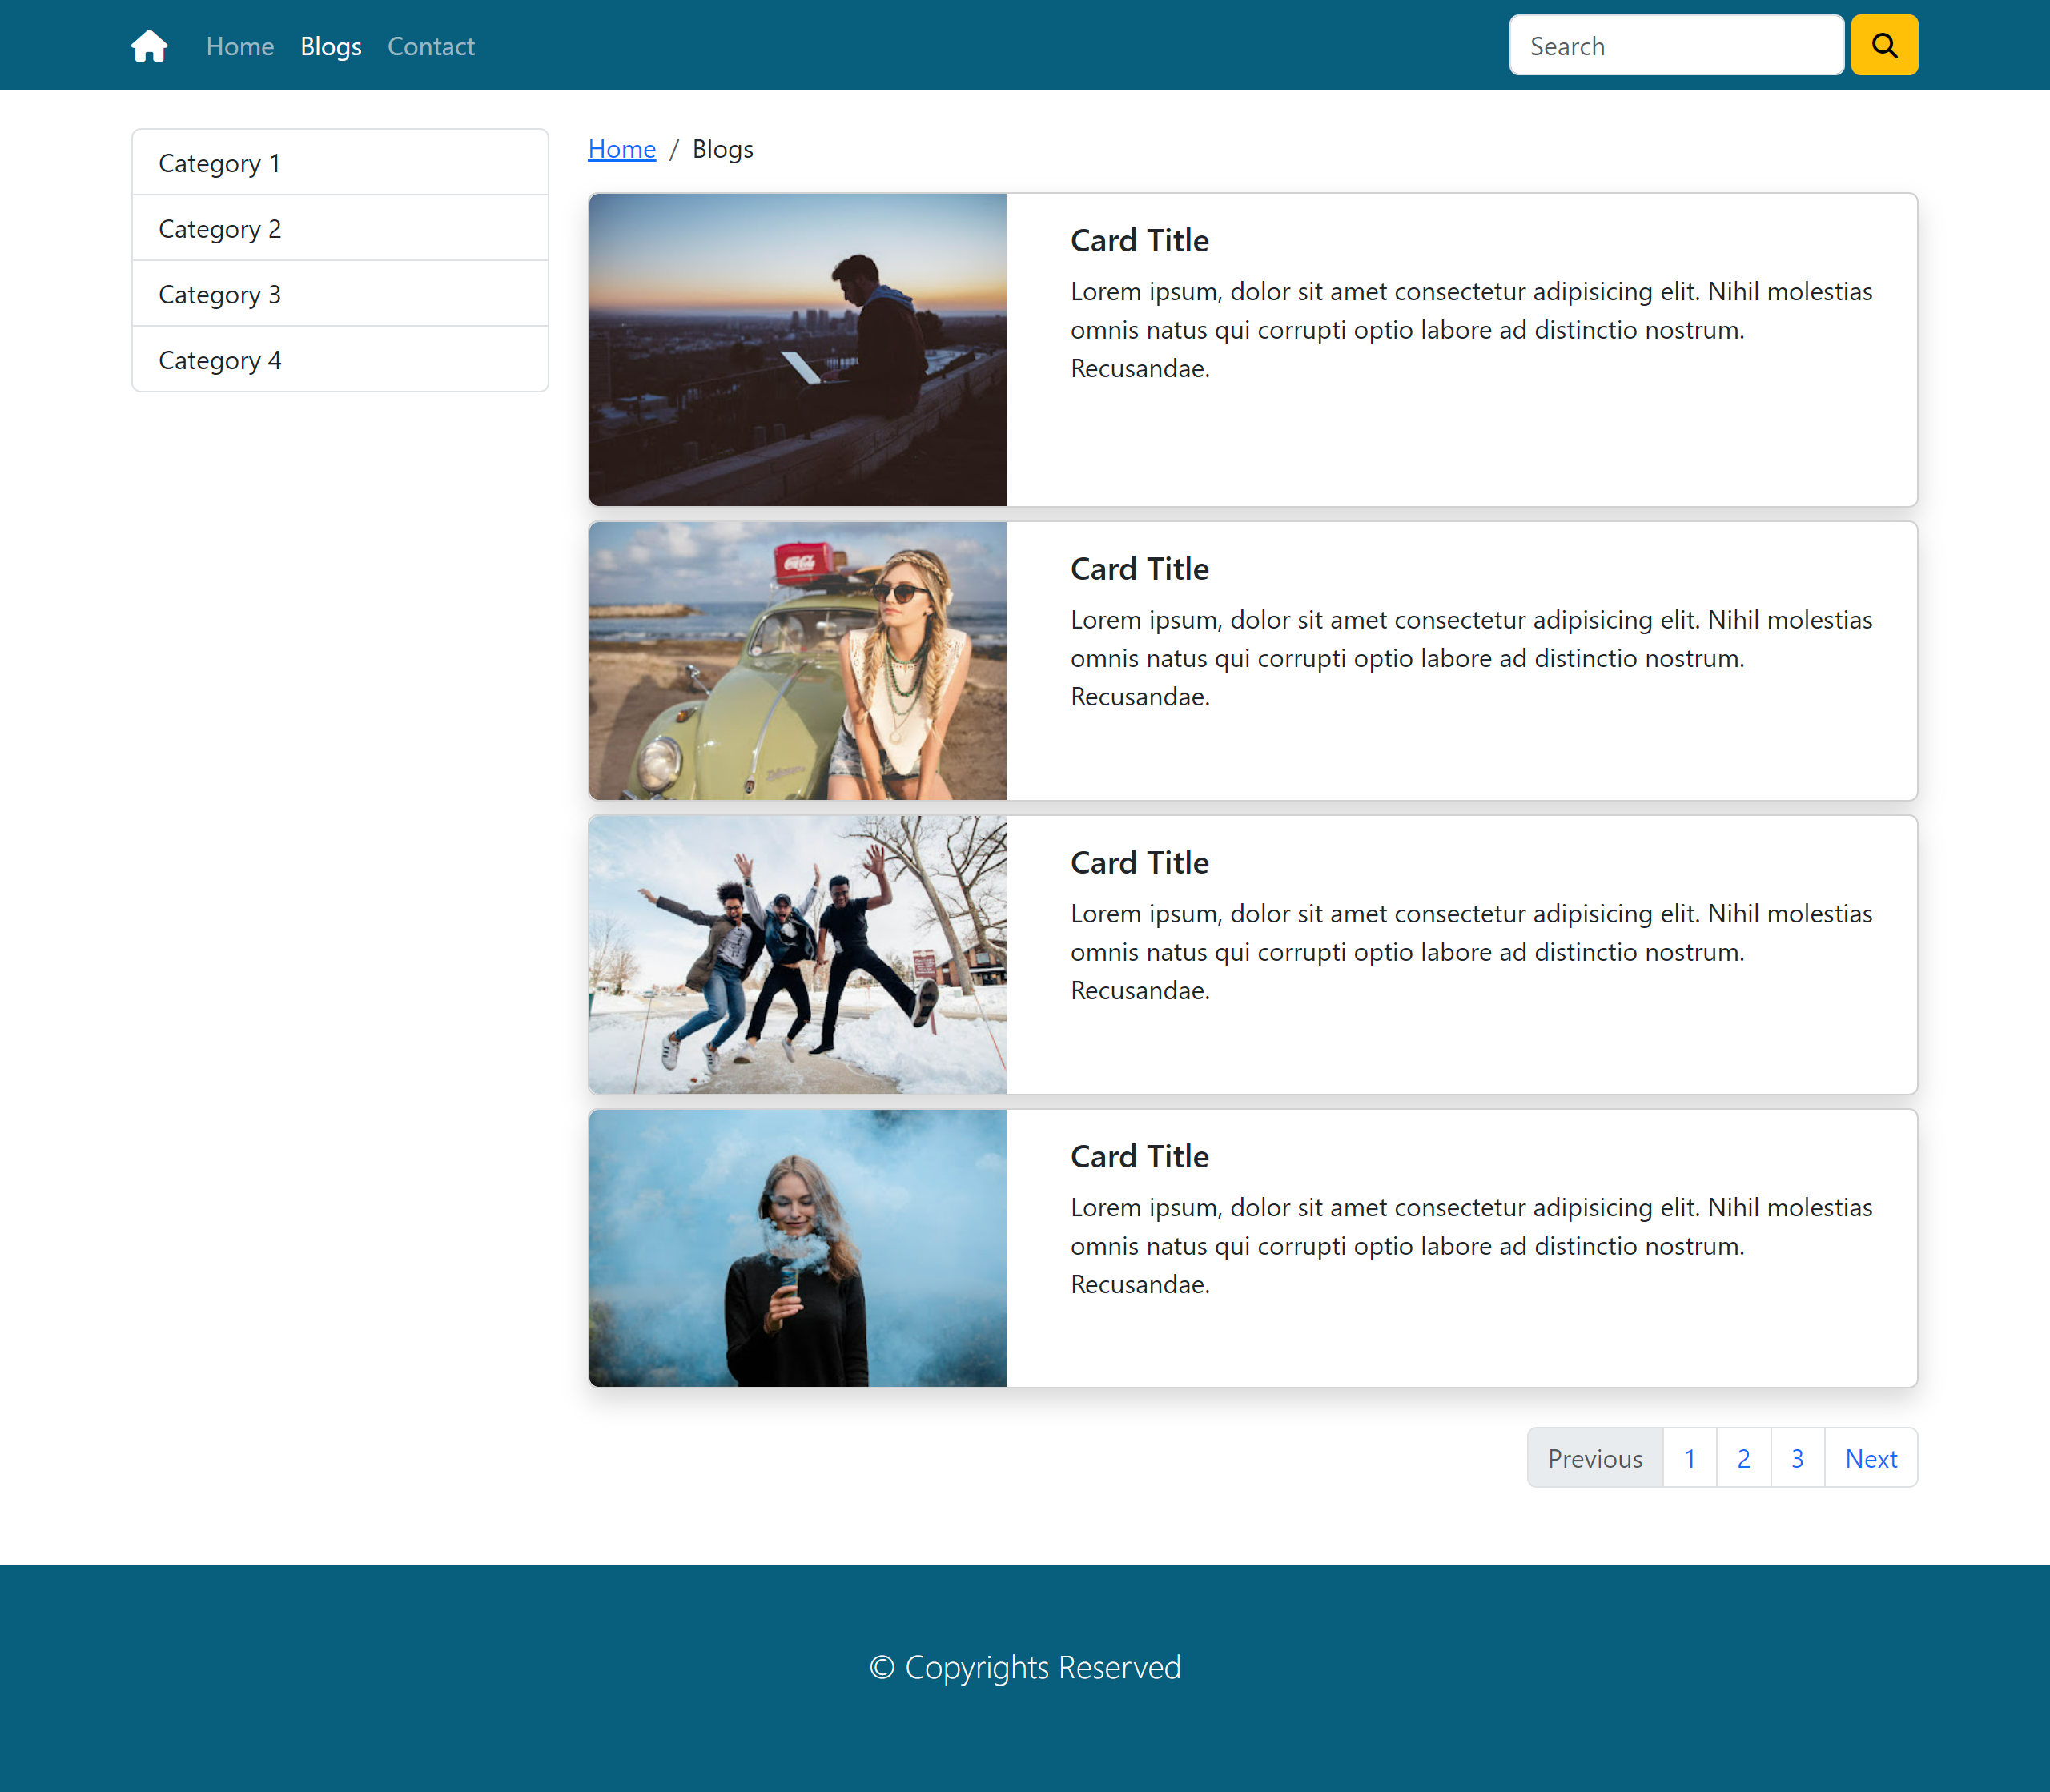 Home Blogs Contact
Search
Category 1
Category 2
Category 3
Category 4
Home / Blogs
Card Title
Lorem ipsum, dolor sit amet consectetur adipisicing elit. Nihil molestias
omnis natus qui corrupti optio labore ad distinctio nostrum.
Recusandae.
Coca-Cola
Card Title
Lorem ipsum, dolor sit amet consectetur adipisicing elit. Nihil molestias
omnis natus qui corrupti optio labore ad distinctio nostrum.
Recusandae.
Card Title
Lorem ipsum, dolor sit amet consectetur adipisicing elit. Nihil molestias
omnis natus qui corrupti optio labore ad distinctio nostrum.
Recusandae.
Card Title
Lorem ipsum, dolor sit amet consectetur adipisicing elit. Nihil molestias
omnis natus qui corrupti optio labore ad distinctio nostrum.
Recusandae.
Previous 1 2 3 Next
© Copyrights Reserved